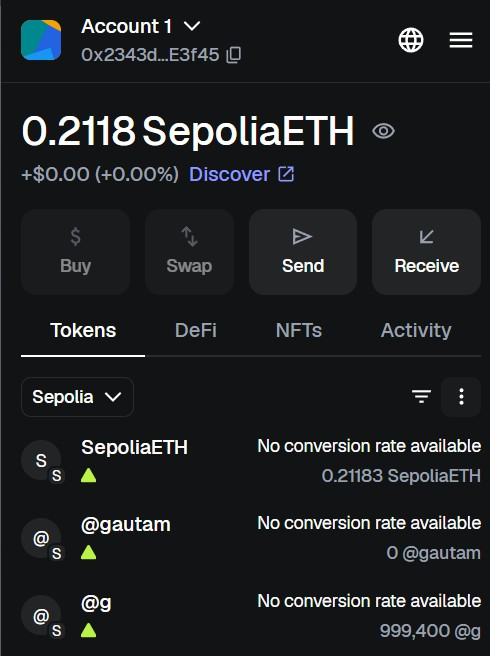 Account 1
0x2343d...E3f45
0.2118 SepoliaETH
+$0.00 (+0.00%) Discover
$
Buy
Swap
Send
Receive
Tokens DeFi NFTs Activity
Sepolia
S
S
SepoliaETH
No conversion rate available
0.21183 SepoliaETH
@
S
@gautam
No conversion rate available
0 @gautam
@
S
@g
No conversion rate available
999,400 @g